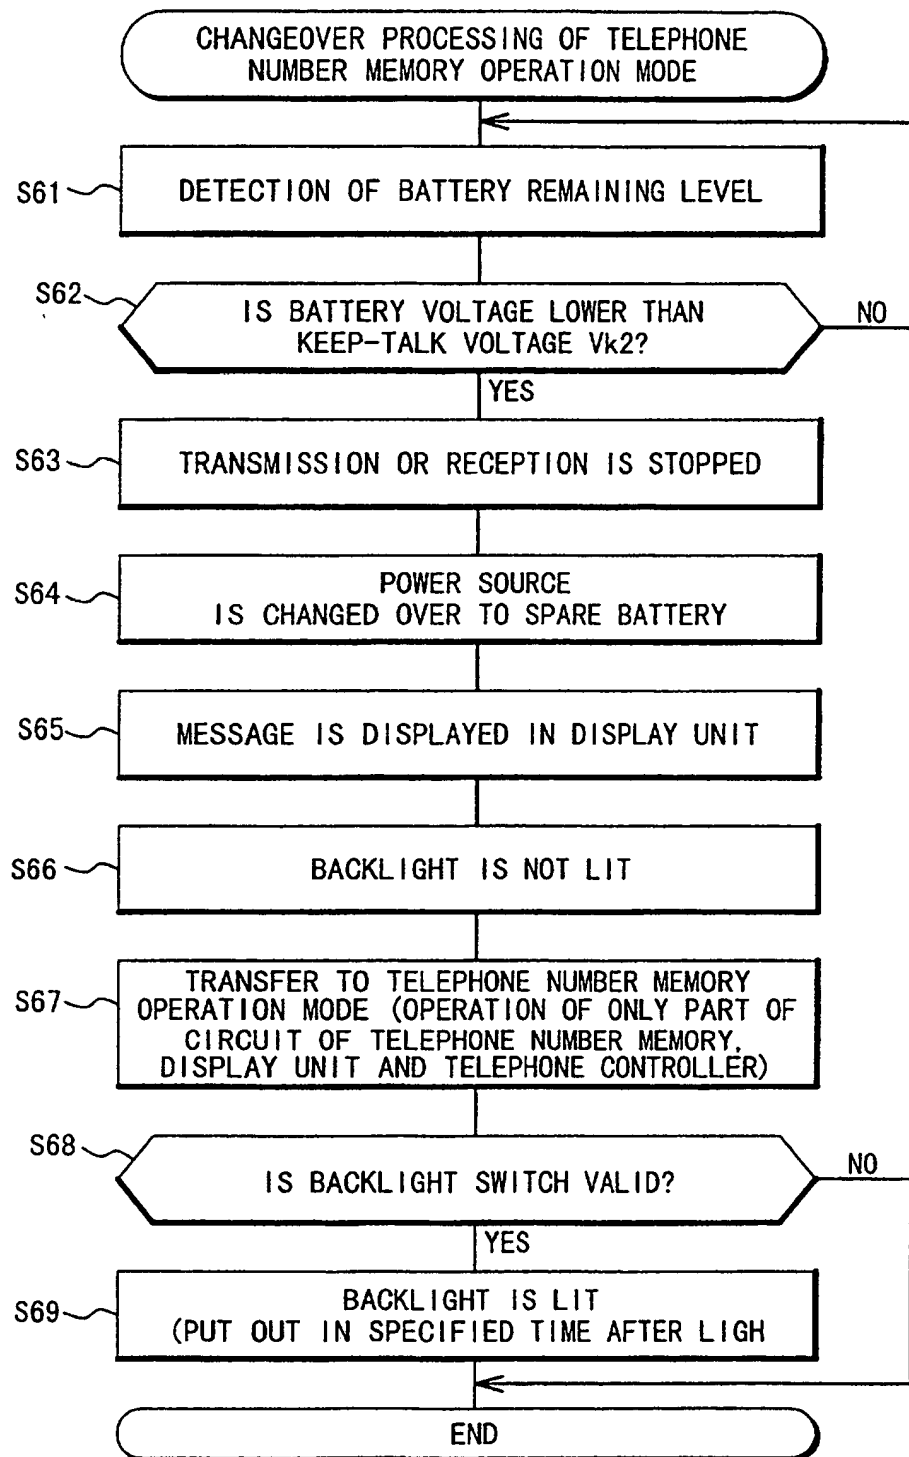 CHANGEOVER PROCESSING OF TELEPHONE
NUMBER MEMORY OPERATION MODE
S61
DETECTION OF BATTERY REMAINING LEVEL
S62
IS BATTERY VOLTAGE LOWER THAN
KEEP-TALK VOLTAGE Vk2?
NO
YES
S63
TRANSMISSION OR RECEPTION IS STOPPED
S64
POWER SOURCE
IS CHANGED OVER TO SPARE BATTERY
S65
MESSAGE IS DISPLAYED IN DISPLAY UNIT
S66
BACKLIGHT IS NOT LIT
S67
TRANSFER TO TELEPHONE NUMBER MEMORY
OPERATION MODE (OPERATION OF ONLY PART OF
CIRCUIT OF TELEPHONE NUMBER MEMORY,
DISPLAY UNIT AND TELEPHONE CONTROLLER)
S68
IS BACKLIGHT SWITCH VALID?
NO
YES
S69
BACKLIGHT IS LIT
(PUT OUT IN SPECIFIED TIME AFTER LIGH
END